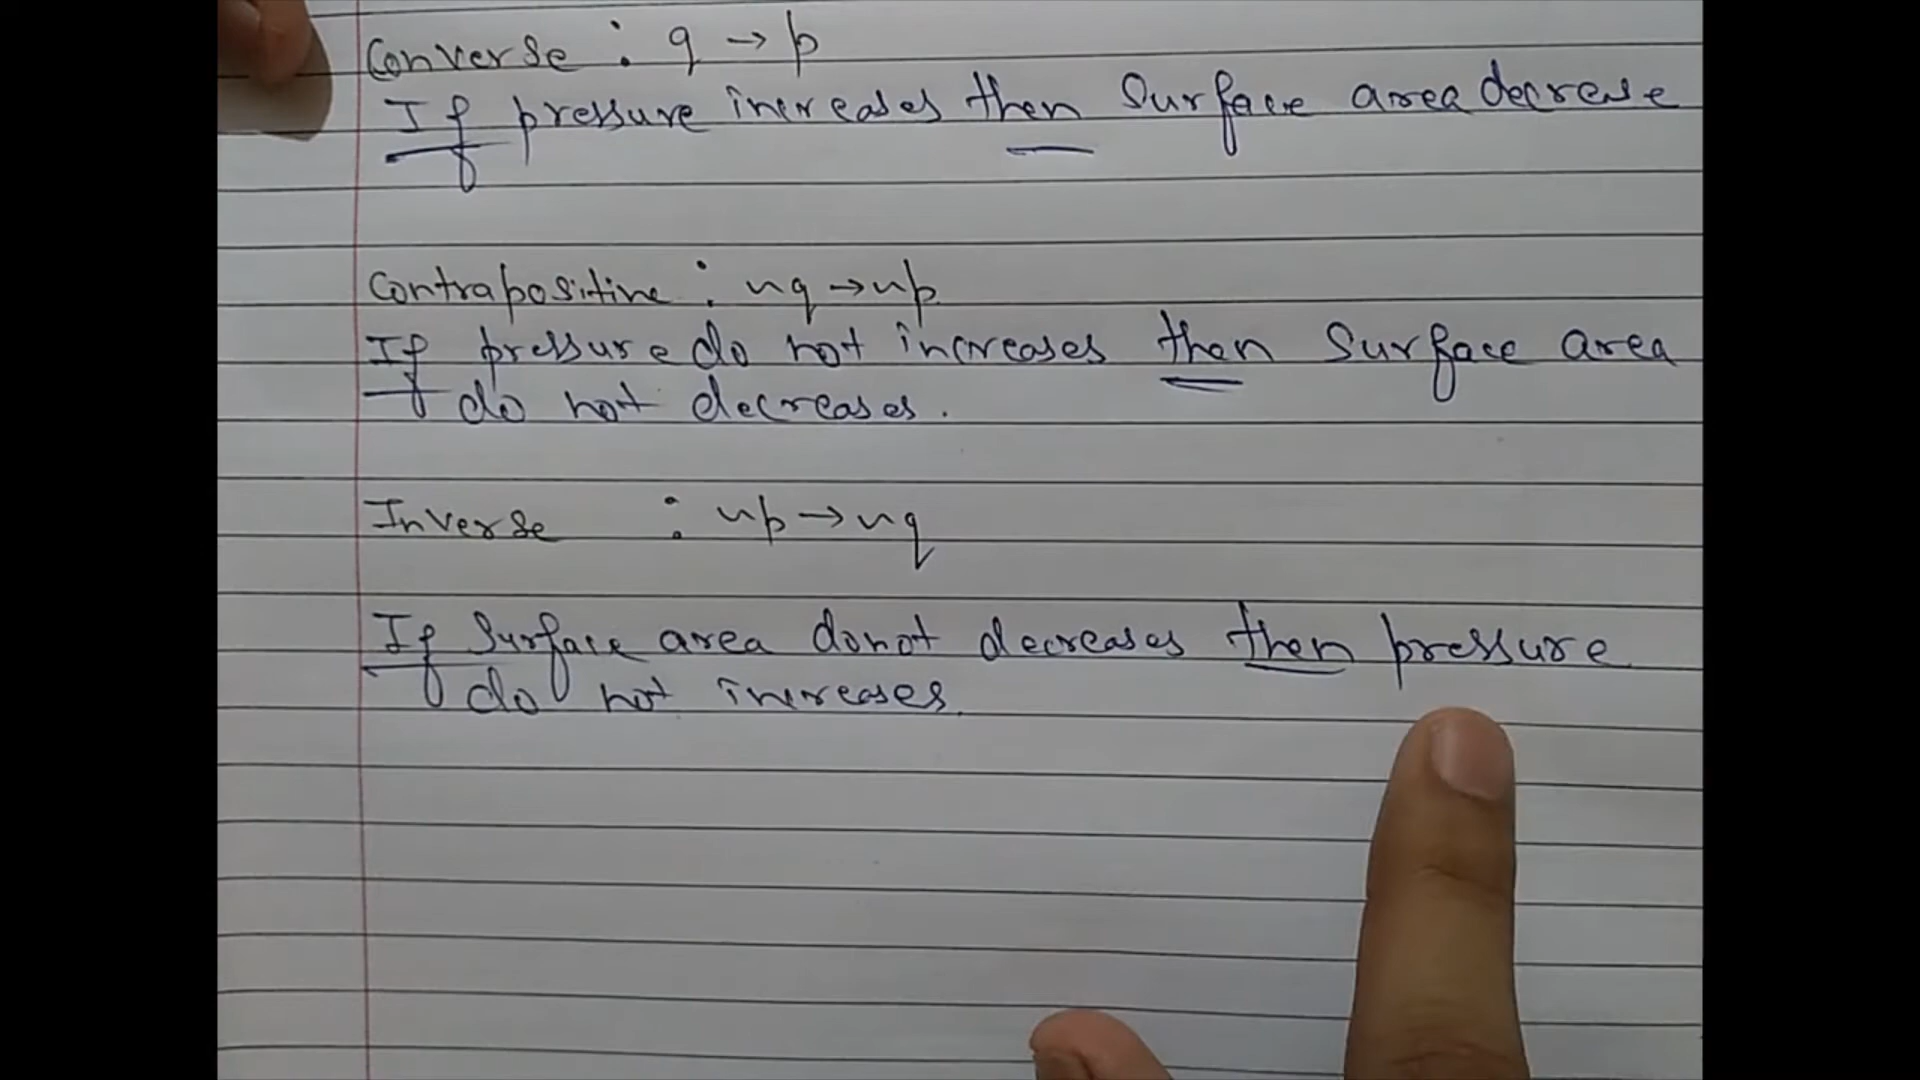 Converse : q → p
If pressure increases then Surface area decrese
Contrapositive : ~q → ~p
If pressure do not increases then Surface area
do not decreases.
Inverse : ~p → ~q
If Surface area donot decreases then pressure
do not increases.